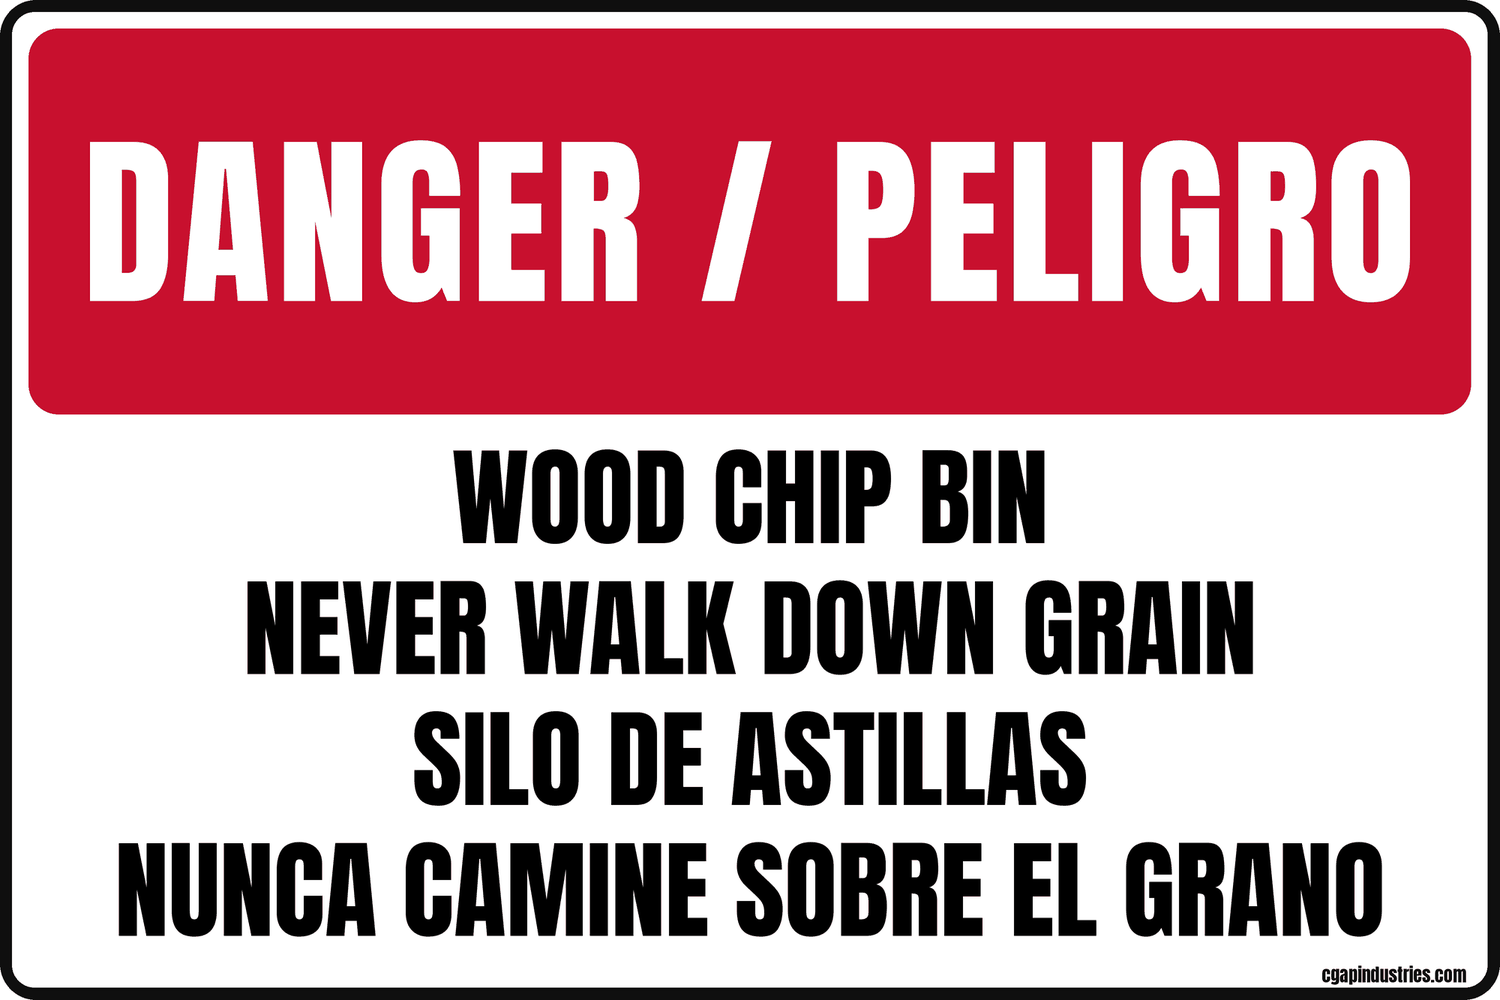 DANGER / PELIGRO
WOOD CHIP BIN
NEVER WALK DOWN GRAIN
SILO DE ASTILLAS
NUNCA CAMINE SOBRE EL GRANO
cgapindustries.com